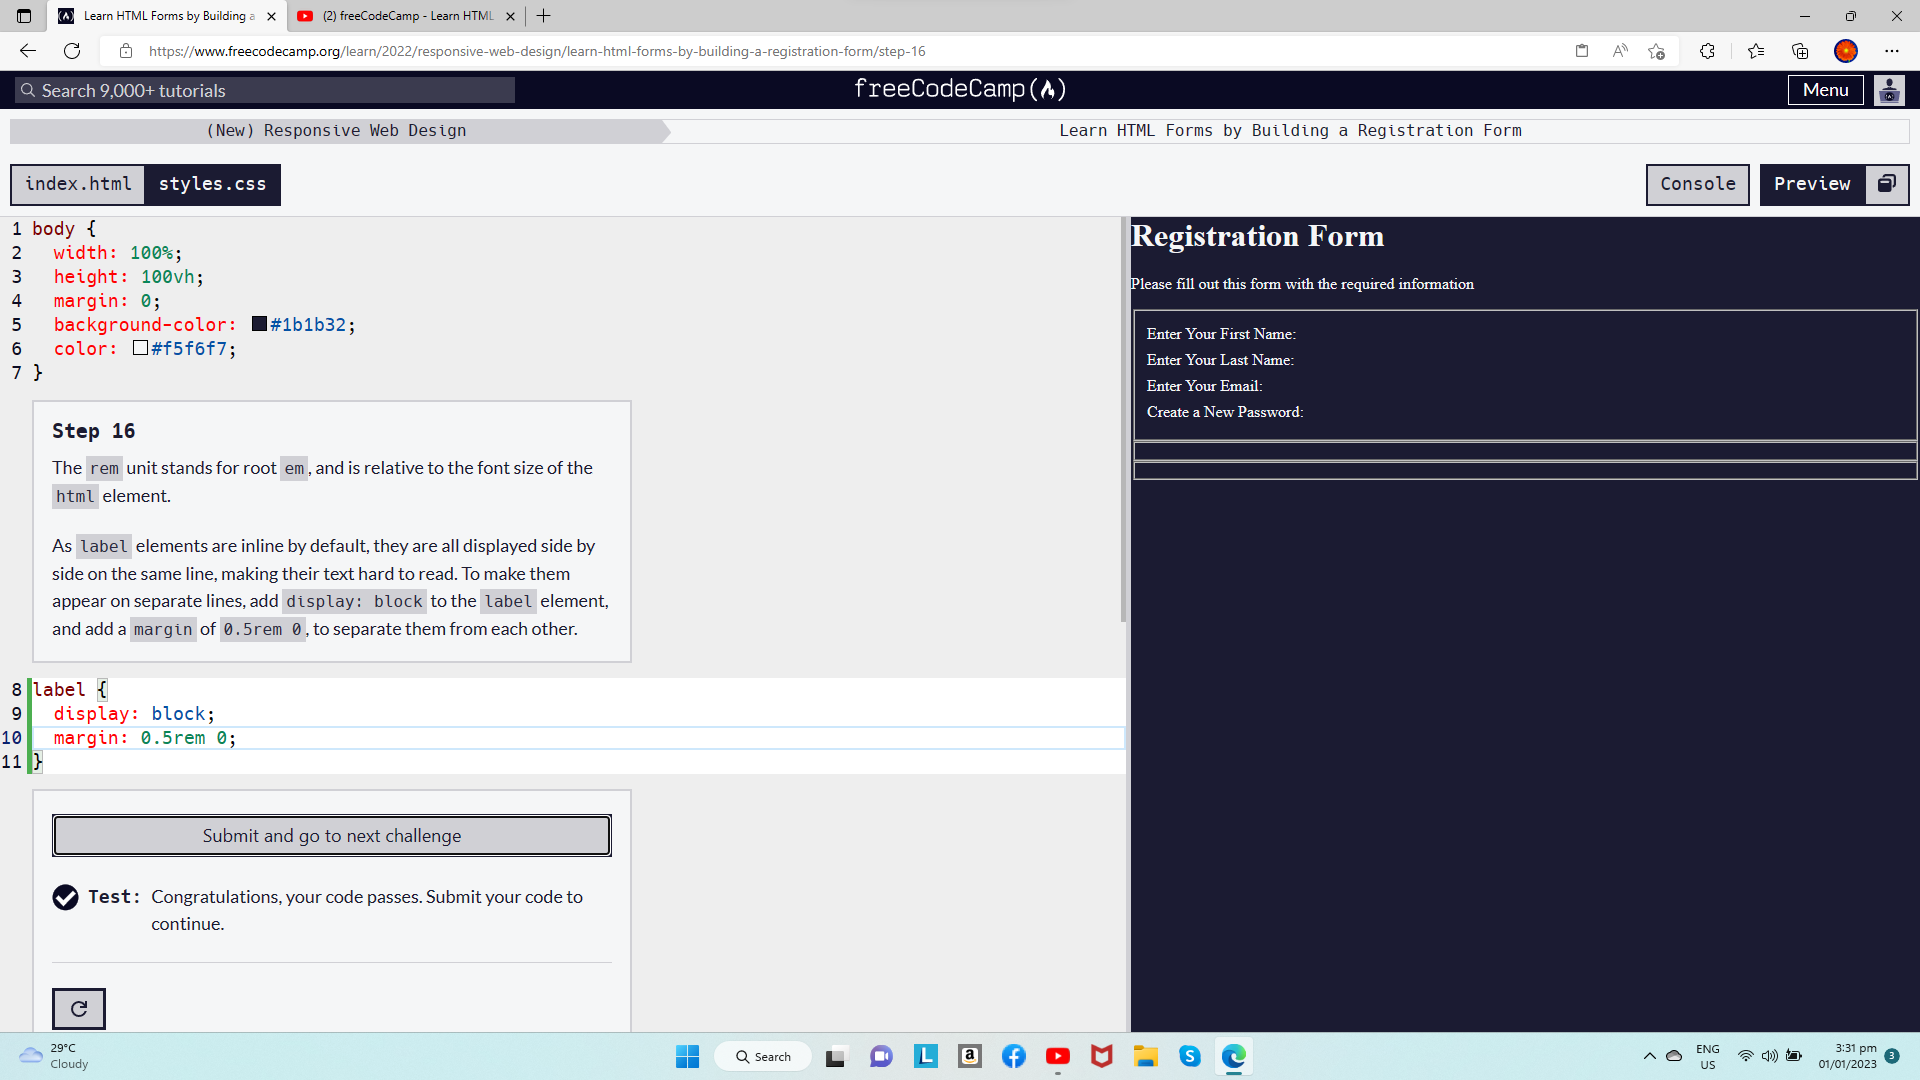 Learn HTML Forms by Building a
(2) freeCodeCamp - Learn HTML
https://www.freecodecamp.org/learn/2022/responsive-web-design/learn-html-forms-by-building-a-registration-form/step-16
Search 9,000+ tutorials
freeCodeCamp
Menu
(New) Responsive Web Design
Learn HTML Forms by Building a Registration Form
index.html
styles.css
Console
Preview
1 body {
2 width: 100%;
3 height: 100vh;
4 margin: 0;
5 background-color: #1b1b32;
6 color: #f5f6f7;
7 }
Step 16
The rem unit stands for root em, and is relative to the font size of the
html element.
As label elements are inline by default, they are all displayed side by
side on the same line, making their text hard to read. To make them
appear on separate lines, add display: block to the label element,
and add a margin of 0.5rem 0, to separate them from each other.
8 label {
9 display: block;
10 margin: 0.5rem 0;
11 }
Submit and go to next challenge
Test: Congratulations, your code passes. Submit your code to
continue.
Registration Form
Please fill out this form with the required information
Enter Your First Name:
Enter Your Last Name:
Enter Your Email:
Create a New Password:
29°C
Cloudy
Search
ENG
US
3:31 pm
01/01/2023
3